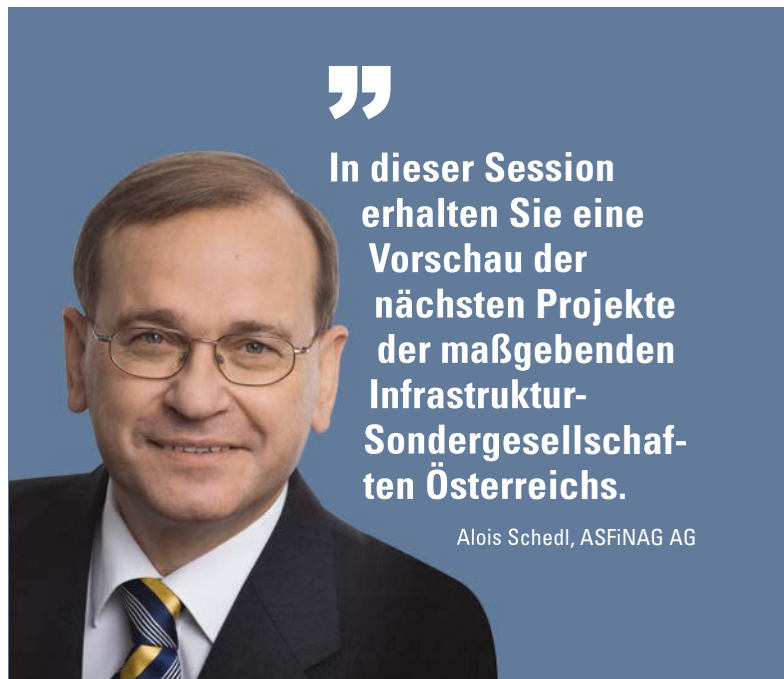 ”
In dieser Session
erhalten Sie eine
Vorschau der
nächsten Projekte
der maßgebenden
Infrastruktur-
Sondergesellschaf-
ten Österreichs.
Alois Schedl, ASFiNAG AG